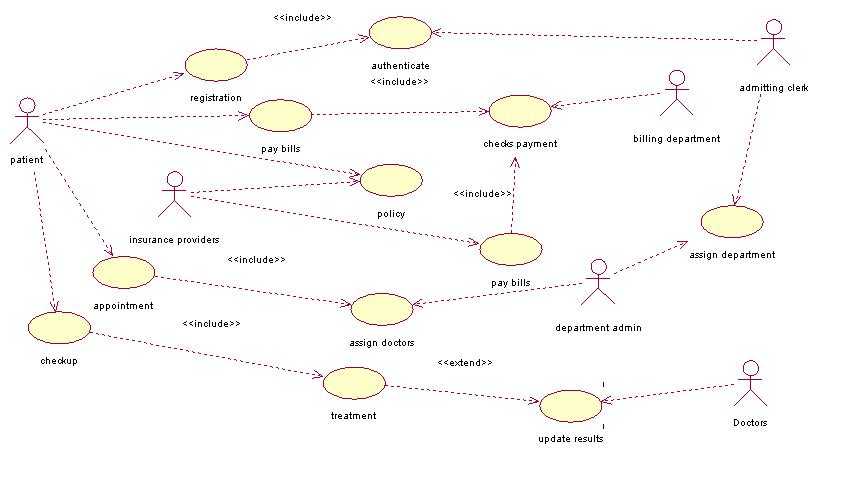 <<include>>
authenticate
<<include>>
admitting clerk
registration
pay bills
checks payment
billing department
patient
<<include>>
policy
insurance providers
<<include>>
pay bills
assign department
appointment
<<include>>
assign doctors
department admin
checkup
<<extend>>
treatment
update results
Doctors